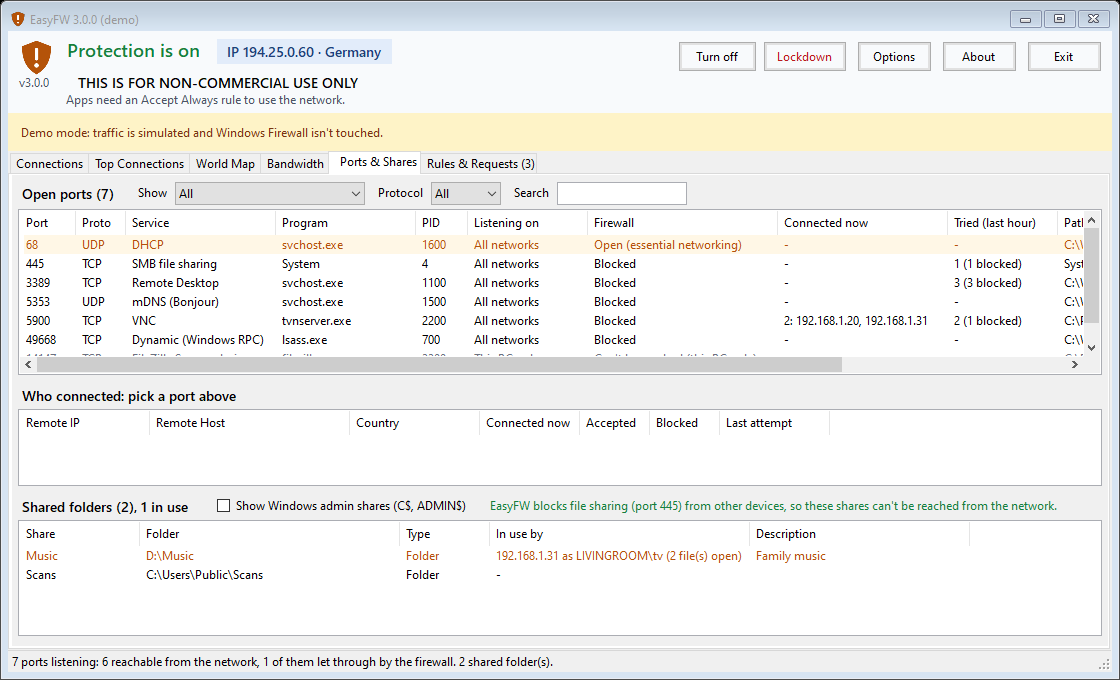 EasyFW 3.0.0 (demo)
Protection is on
IP 194.25.0.60 · Germany
Turn off
Lockdown
Options
About
Exit
v3.0.0
THIS IS FOR NON-COMMERCIAL USE ONLY
Apps need an Accept Always rule to use the network.
Demo mode: traffic is simulated and Windows Firewall isn't touched.
Connections Top Connections World Map Bandwidth Ports & Shares Rules & Requests (3)
Open ports (7) Show All Protocol All Search
Port Proto Service Program PID Listening on Firewall Connected now Tried (last hour) Path
68 UDP DHCP svchost.exe 1600 All networks Open (essential networking) - - C:\
445 TCP SMB file sharing System 4 All networks Blocked - 1 (1 blocked) Syst
3389 TCP Remote Desktop svchost.exe 1100 All networks Blocked - 3 (3 blocked) C:\
5353 UDP mDNS (Bonjour) svchost.exe 1500 All networks Blocked - - C:\
5900 TCP VNC tvnserver.exe 2200 All networks Blocked 2: 192.168.1.20, 192.168.1.31 2 (1 blocked) C:\P
49668 TCP Dynamic (Windows RPC) lsass.exe 700 All networks Blocked - - C:\
Who connected: pick a port above
Remote IP Remote Host Country Connected now Accepted Blocked Last attempt
Shared folders (2), 1 in use Show Windows admin shares (C$, ADMIN$) EasyFW blocks file sharing (port 445) from other devices, so these shares can't be reached from the network.
Share Folder Type In use by Description
Music D:\Music Folder 192.168.1.31 as LIVINGROOM\tv (2 file(s) open) Family music
Scans C:\Users\Public\Scans Folder -
7 ports listening: 6 reachable from the network, 1 of them let through by the firewall. 2 shared folder(s).